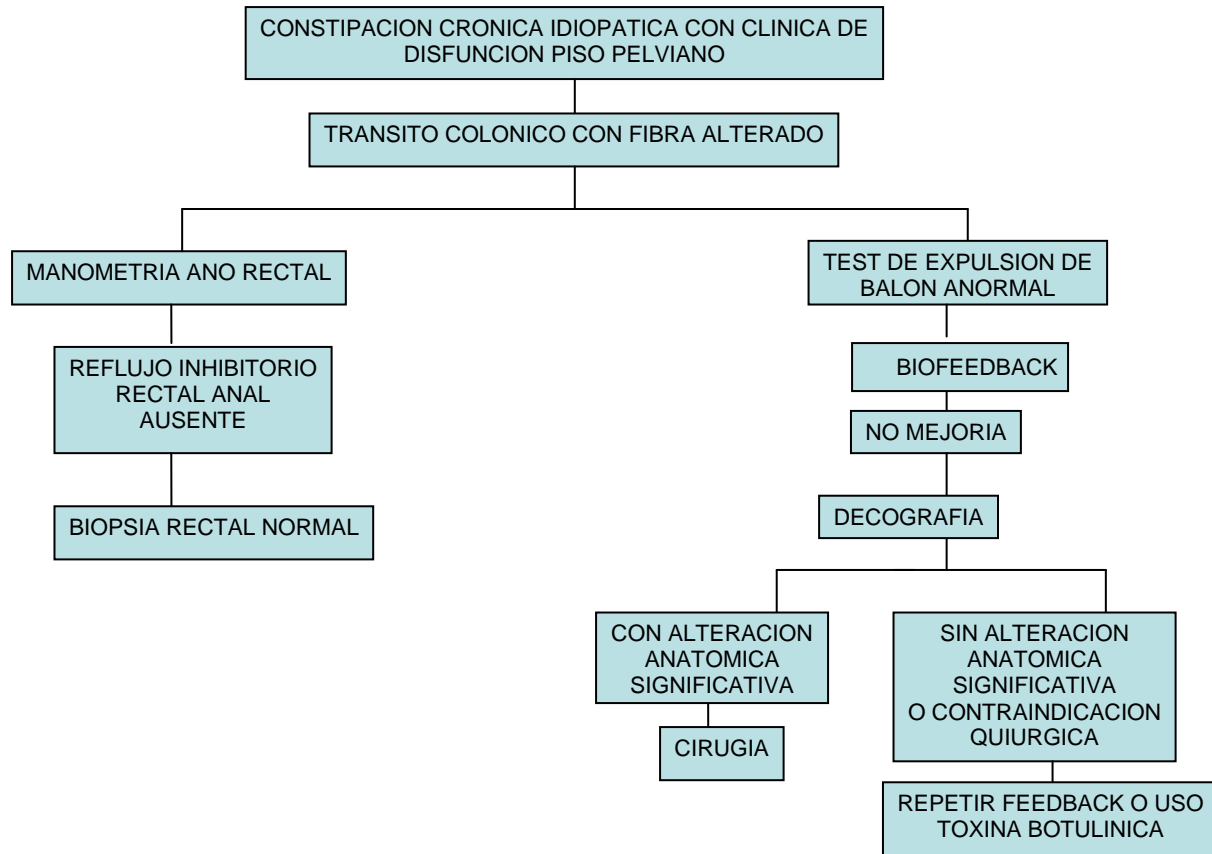 CONSTIPACION CRONICA IDIOPATICA CON CLINICA DE
DISFUNCION PISO PELVIANO
TRANSITO COLONICO CON FIBRA ALTERADO
MANOMETRIA ANO RECTAL
TEST DE EXPULSION DE
BALON ANORMAL
REFLUJO INHIBITORIO
RECTAL ANAL
AUSENTE
BIOFEEDBACK
NO MEJORIA
BIOPSIA RECTAL NORMAL
DECOGRAFIA
CON ALTERACION
ANATOMICA
SIGNIFICATIVA
SIN ALTERACION
ANATOMICA
SIGNIFICATIVA
O CONTRAINDICACION
QUIURGICA
CIRUGIA
REPETIR FEEDBACK O USO
TOXINA BOTULINICA